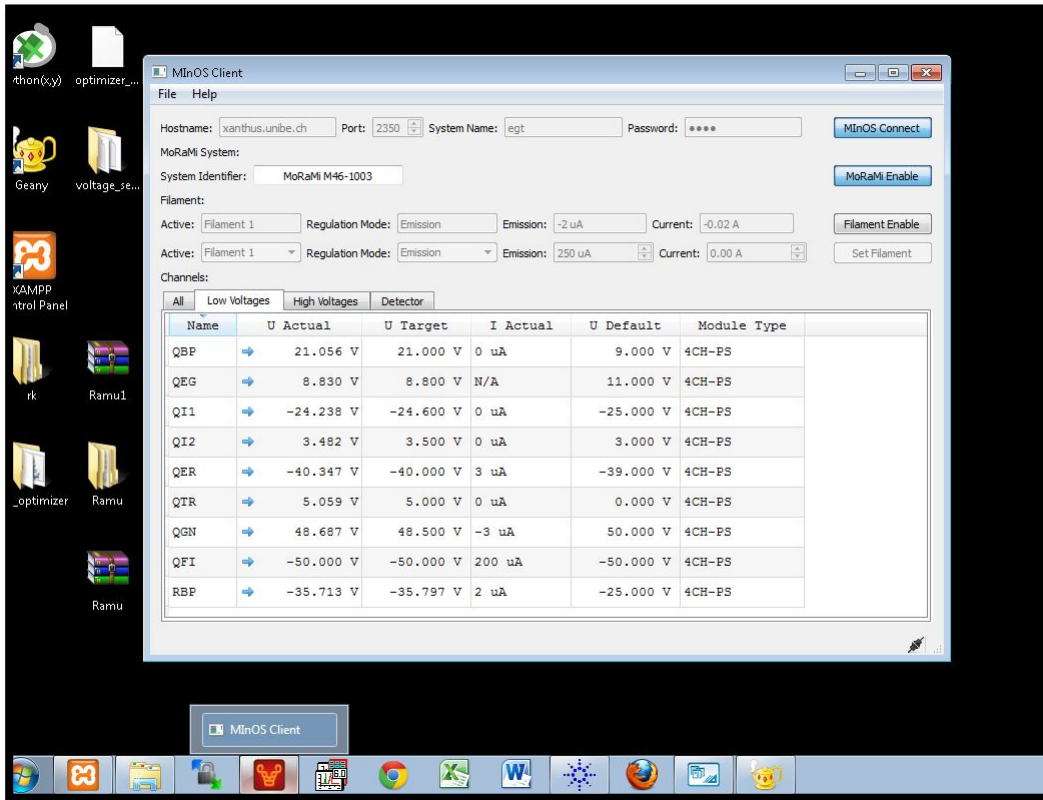 thon(x,y)
optimizer_...
MInOS Client
File Help
Hostname: xanthus.unibe.ch Port: 2350 System Name: egt Password: ●●●● MInOS Connect
MoRaMi System:
System Identifier: MoRaMi M46-1003 MoRaMi Enable
Filament:
Active: Filament 1 Regulation Mode: Emission Emission: -2 uA Current: -0.02 A Filament Enable
Active: Filament 1 Regulation Mode: Emission Emission: 250 uA Current: 0.00 A Set Filament
Channels:
All Low Voltages High Voltages Detector
Name U Actual U Target I Actual U Default Module Type
QBP 21.056 V 21.000 V 0 uA 9.000 V 4CH-PS
QEG 8.830 V 8.800 V N/A 11.000 V 4CH-PS
QI1 -24.238 V -24.600 V 0 uA -25.000 V 4CH-PS
QI2 3.482 V 3.500 V 0 uA 3.000 V 4CH-PS
QER -40.347 V -40.000 V 3 uA -39.000 V 4CH-PS
QTR 5.059 V 5.000 V 0 uA 0.000 V 4CH-PS
QGN 48.687 V 48.500 V -3 uA 50.000 V 4CH-PS
QFI -50.000 V -50.000 V 200 uA -50.000 V 4CH-PS
RBP -35.713 V -35.797 V 2 uA -25.000 V 4CH-PS
Geany
voltage_se...
XAMPP
ntrol Panel
rk
Ramu1
_optimizer
Ramu
Ramu
MInOS Client